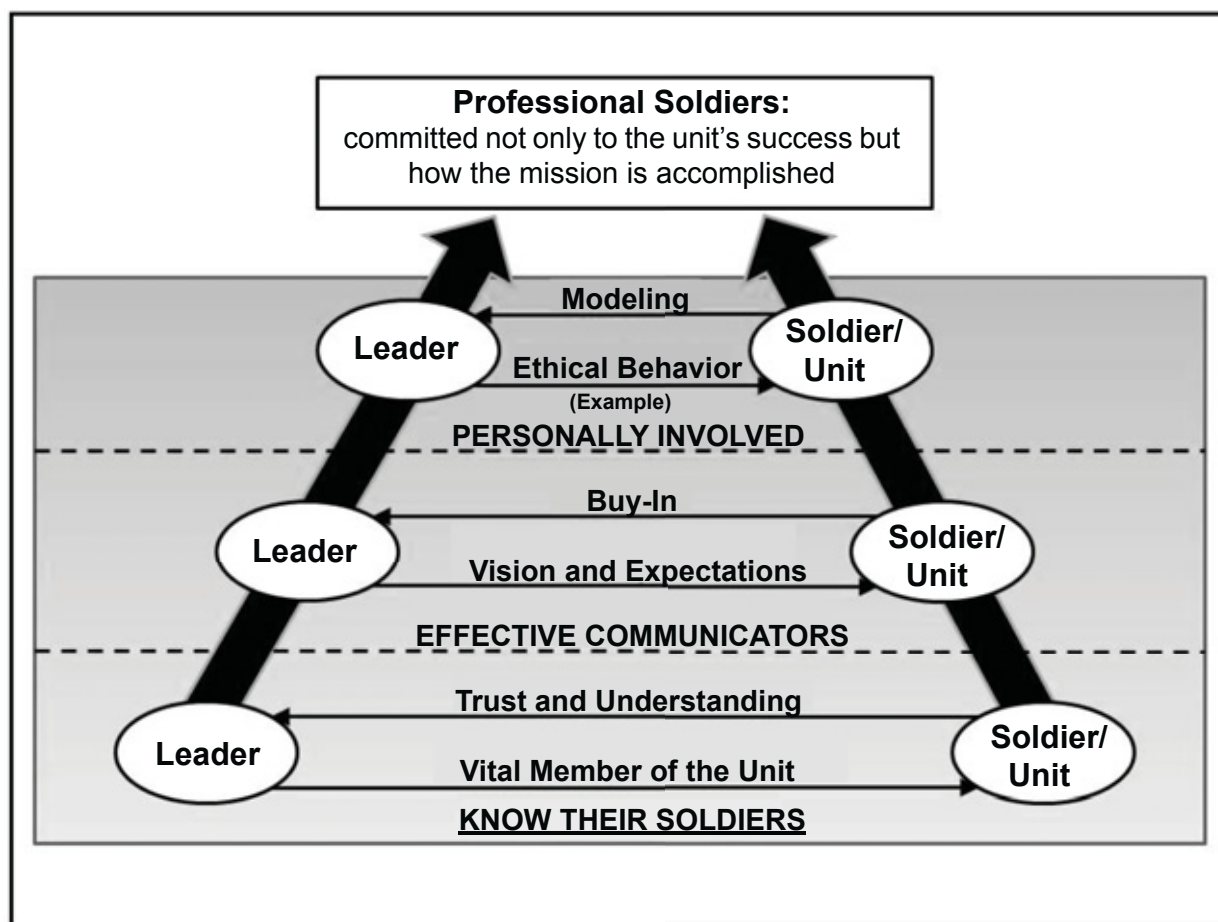 Professional Soldiers:
committed not only to the unit’s success but
how the mission is accomplished
Modeling
Leader
Soldier/
Unit
Ethical Behavior
(Example)
PERSONALLY INVOLVED
Buy-In
Leader
Soldier/
Unit
Vision and Expectations
EFFECTIVE COMMUNICATORS
Trust and Understanding
Leader
Soldier/
Unit
Vital Member of the Unit
KNOW THEIR SOLDIERS